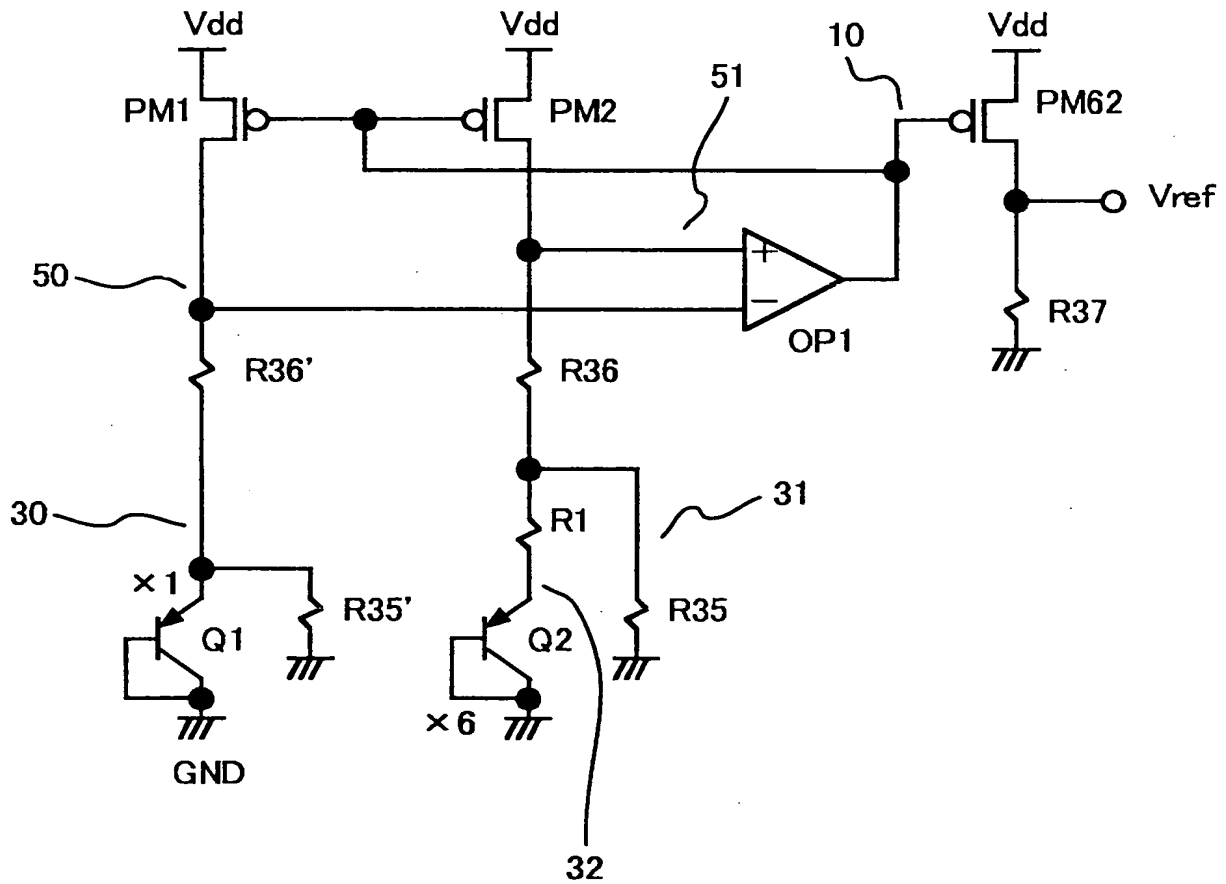 Vdd
Vdd
10
Vdd
51
PM1
PM2
PM62
Vref
50
+
−
OP1
R37
R36’
R36
30
31
R1
×1
R35’
R35
Q1
Q2
×6
GND
32